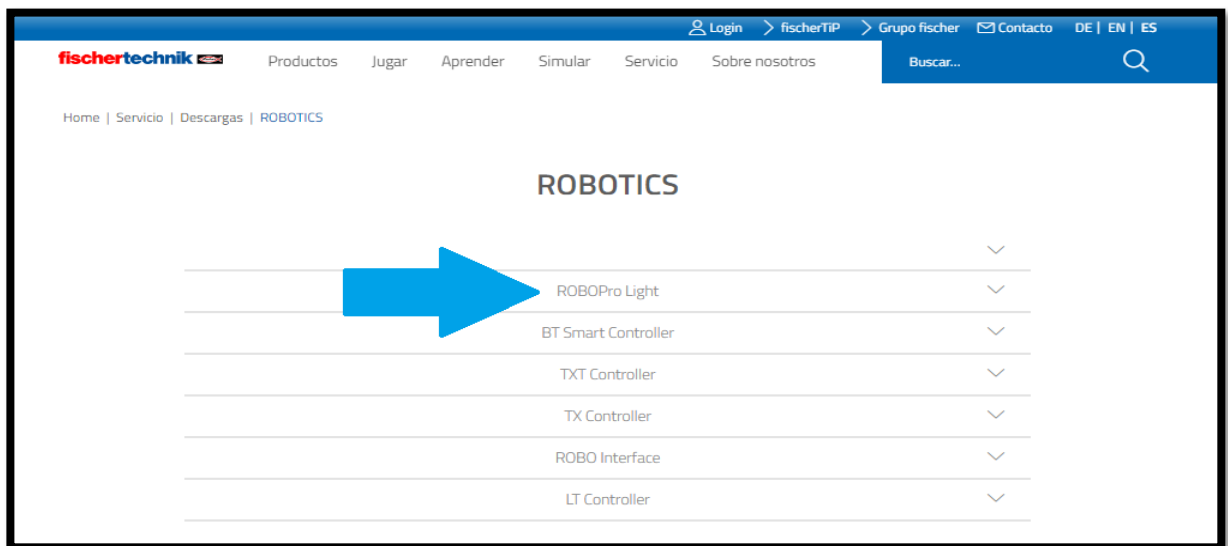 Login fischerTiP Grupo fischer Contacto DE | EN | ES
fischertechnik Productos Jugar Aprender Simular Servicio Sobre nosotros Buscar...
Home | Servicio | Descargas | ROBOTICS
ROBOTICS
ROBOPro Light
BT Smart Controller
TXT Controller
TX Controller
ROBO Interface
LT Controller